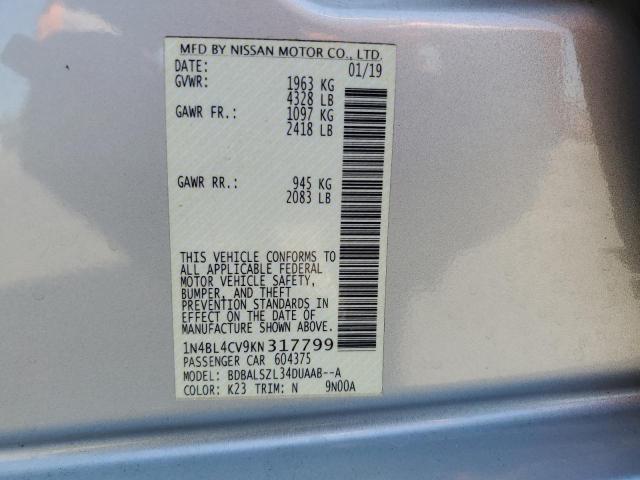 MFD BY NISSAN MOTOR CO., LTD.
DATE: 01/19
GVWR: 1963 KG
4328 LB
GAWR FR.: 1097 KG
2418 LB
GAWR RR.: 945 KG
2083 LB
THIS VEHICLE CONFORMS TO
ALL APPLICABLE FEDERAL
MOTOR VEHICLE SAFETY,
BUMPER, AND THEFT
PREVENTION STANDARDS IN
EFFECT ON THE DATE OF
MANUFACTURE SHOWN ABOVE.
1N4BL4CV9KN317799
PASSENGER CAR 604375
MODEL: BDBALSZL34DUAAB--A
COLOR: K23 TRIM: N 9N00A